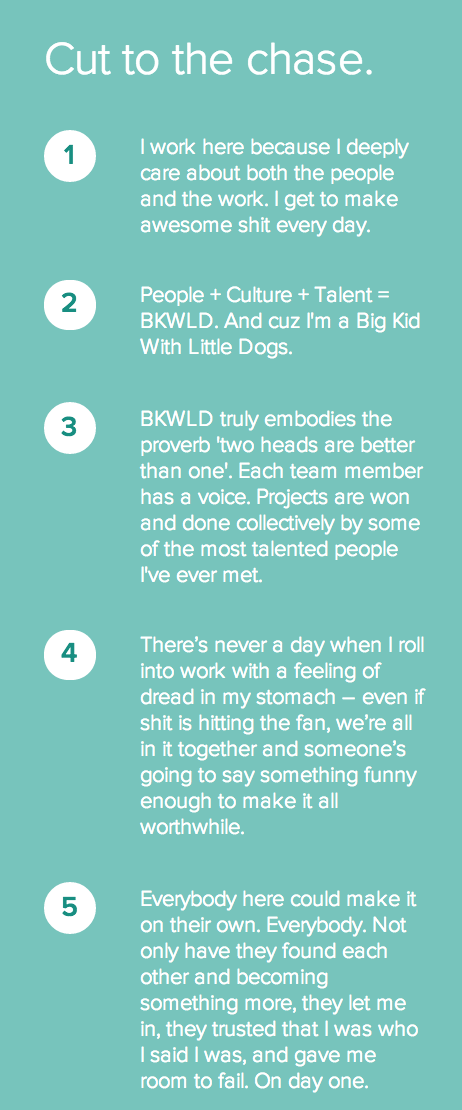 Cut to the chase.
1
I work here because I deeply
care about both the people
and the work. I get to make
awesome shit every day.
2
People + Culture + Talent =
BKWLD. And cuz I'm a Big Kid
With Little Dogs.
3
BKWLD truly embodies the
proverb 'two heads are better
than one'. Each team member
has a voice. Projects are won
and done collectively by some
of the most talented people
I've ever met.
4
There’s never a day when I roll
into work with a feeling of
dread in my stomach – even if
shit is hitting the fan, we’re all
in it together and someone’s
going to say something funny
enough to make it all
worthwhile.
5
Everybody here could make it
on their own. Everybody. Not
only have they found each
other and becoming
something more, they let me
in, they trusted that I was who
I said I was, and gave me
room to fail. On day one.